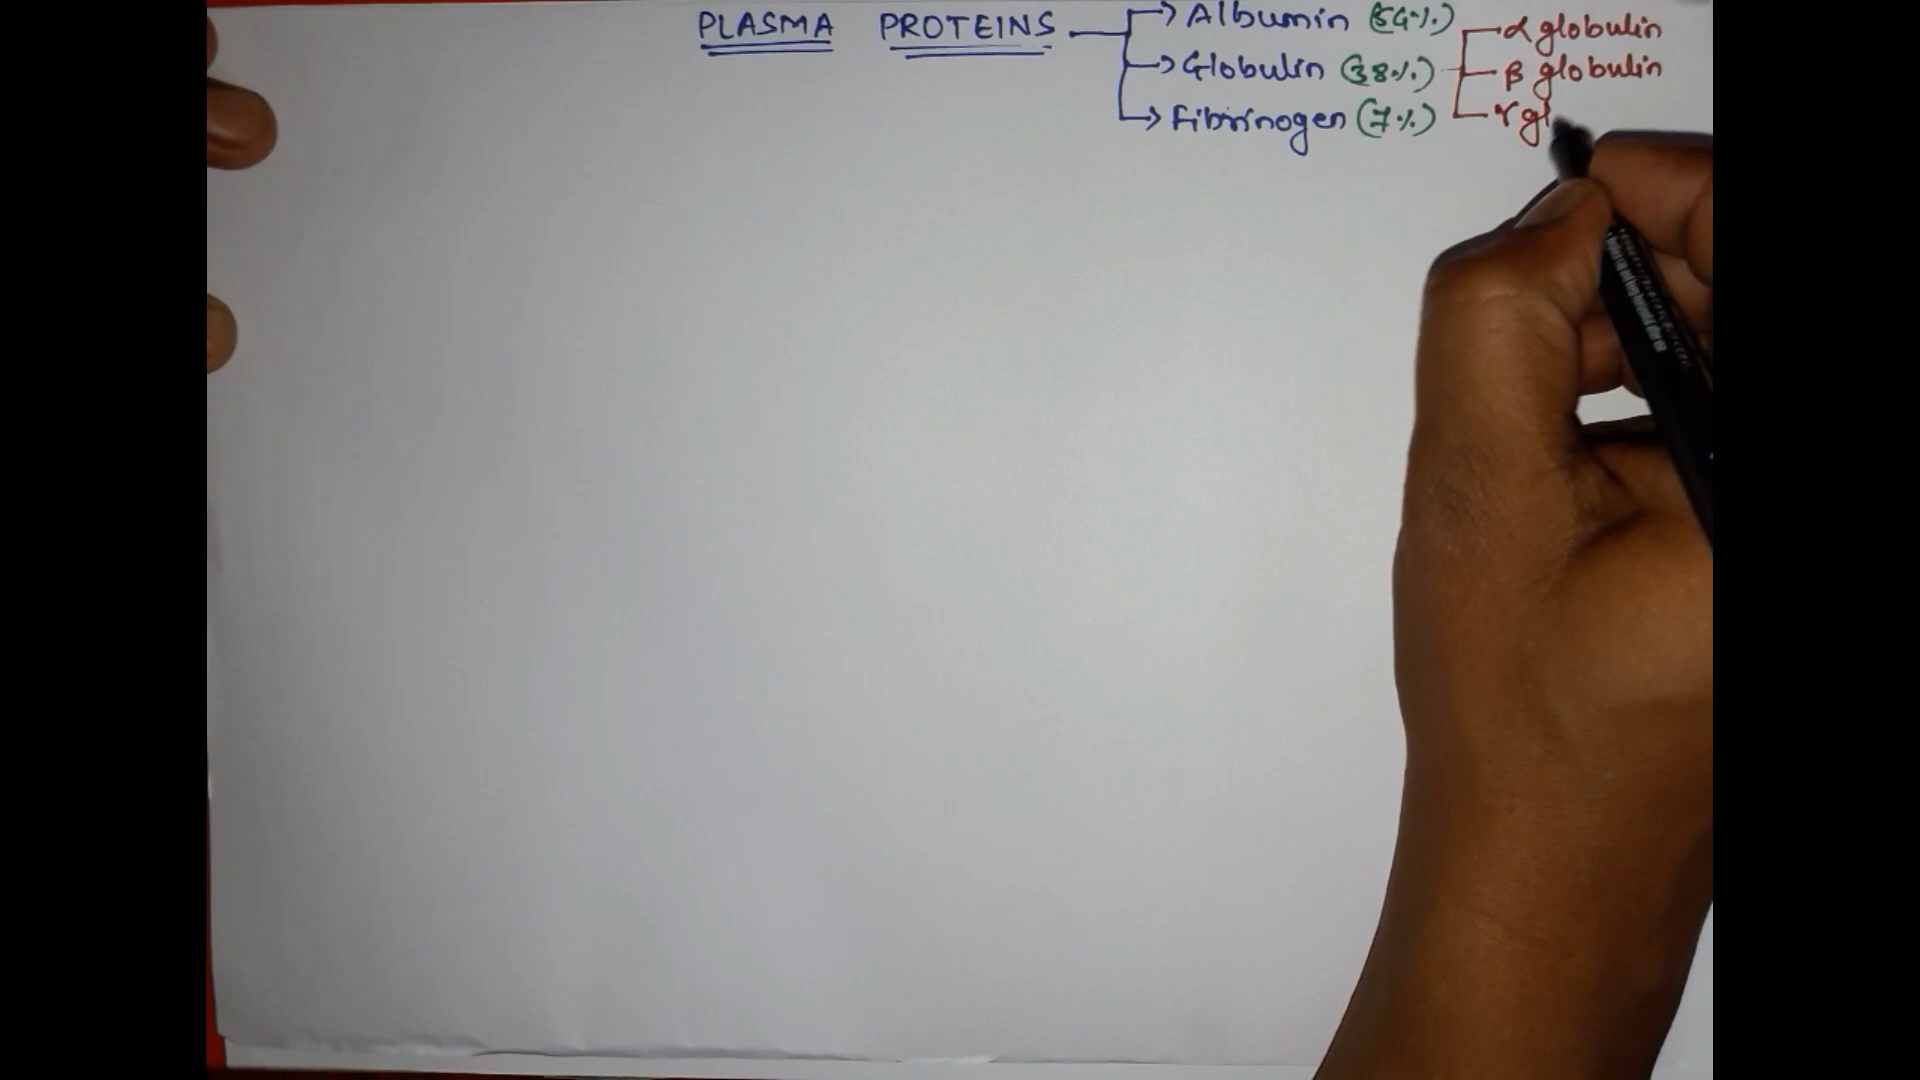 PLASMA PROTEINS
Albumin (54%)
Globulin (38%)
Fibrinogen (7%)
α globulin
β globulin
γ gl